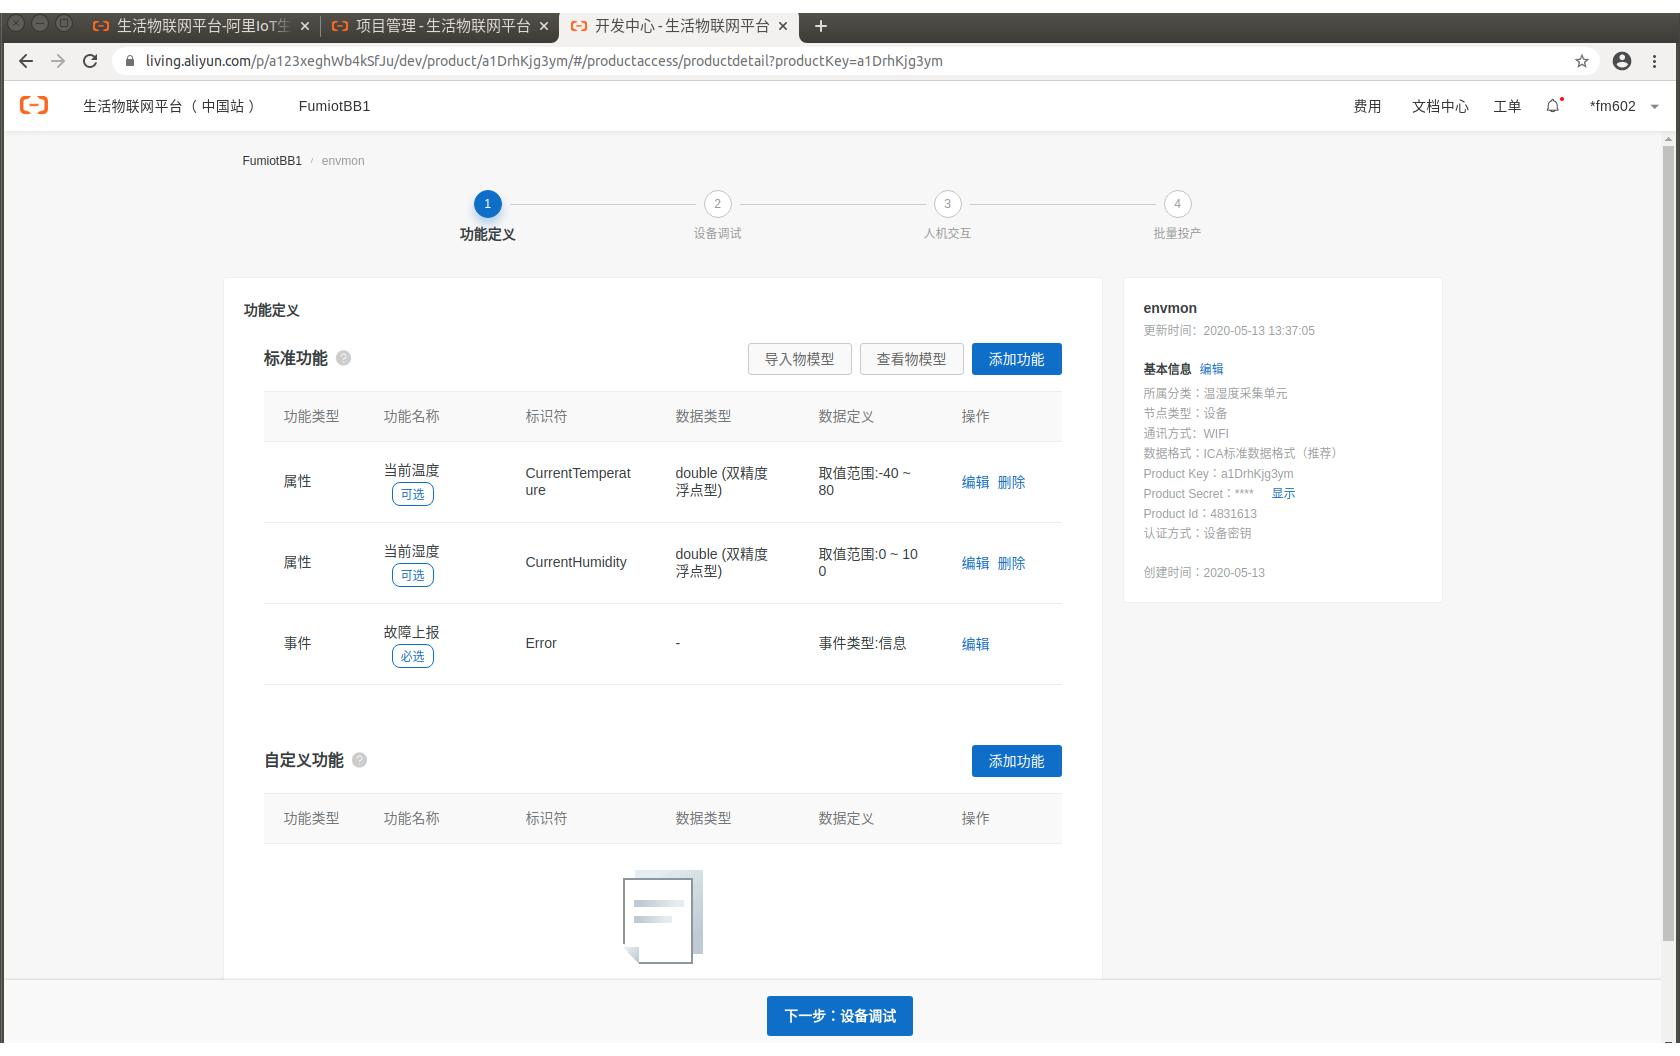 生活物联网平台-阿里IoT生
项目管理 - 生活物联网平台
开发中心 - 生活物联网平台
living.aliyun.com/p/a123xeghWb4kSfJu/dev/product/a1DrhKjg3ym/#/productaccess/productdetail?productKey=a1DrhKjg3ym
生活物联网平台（ 中国站 ） FumiotBB1 费用 文档中心 工单 *fm602
FumiotBB1 / envmon
1 2 3 4
功能定义 设备调试 人机交互 批量投产
功能定义
标准功能 ? 导入物模型 查看物模型 添加功能
功能类型 功能名称 标识符 数据类型 数据定义 操作
属性 当前温度 可选 CurrentTemperat double (双精度 取值范围:-40 ~ 编辑 删除
ure 浮点型) 80
属性 当前湿度 可选 CurrentHumidity double (双精度 取值范围:0 ~ 10 编辑 删除
浮点型) 0
事件 故障上报 必选 Error - 事件类型:信息 编辑
自定义功能 ? 添加功能
功能类型 功能名称 标识符 数据类型 数据定义 操作
envmon
更新时间：2020-05-13 13:37:05
基本信息 编辑
所属分类：温湿度采集单元
节点类型：设备
通讯方式：WIFI
数据格式：ICA标准数据格式（推荐）
Product Key：a1DrhKjg3ym
Product Secret：**** 显示
Product Id：4831613
认证方式：设备密钥
创建时间：2020-05-13
下一步：设备调试